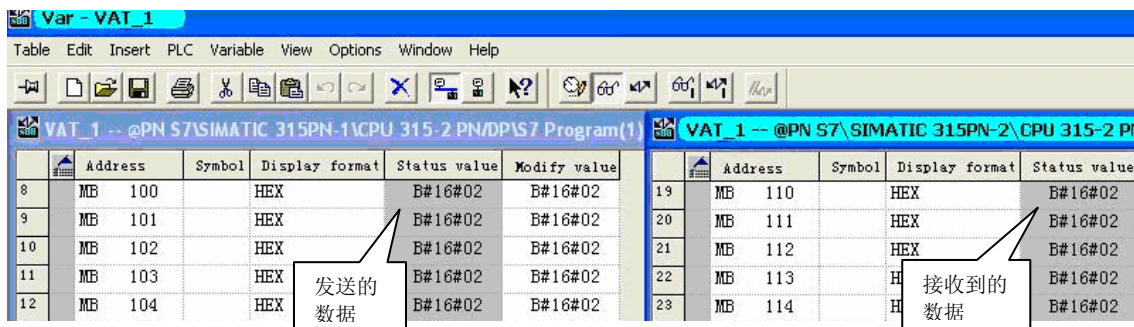 Var - VAT_1
Table Edit Insert PLC Variable View Options Window Help
VAT_1 -- @PN S7\SIMATIC 315PN-1\CPU 315-2 PN/DP\S7 Program(1)
Address Symbol Display format Status value Modify value
8 MB 100 HEX B#16#02 B#16#02
9 MB 101 HEX B#16#02 B#16#02
10 MB 102 HEX B#16#02 B#16#02
11 MB 103 HEX B#16#02 B#16#02
12 MB 104 HEX B#16#02 B#16#02
发送的
数据
VAT_1 -- @PN S7\SIMATIC 315PN-2\CPU 315-2 
Address Symbol Display format Status value
19 MB 110 HEX B#16#02
20 MB 111 HEX B#16#02
21 MB 112 HEX B#16#02
22 MB 113 B#16#02
23 MB 114 B#16#02
接收到的
数据